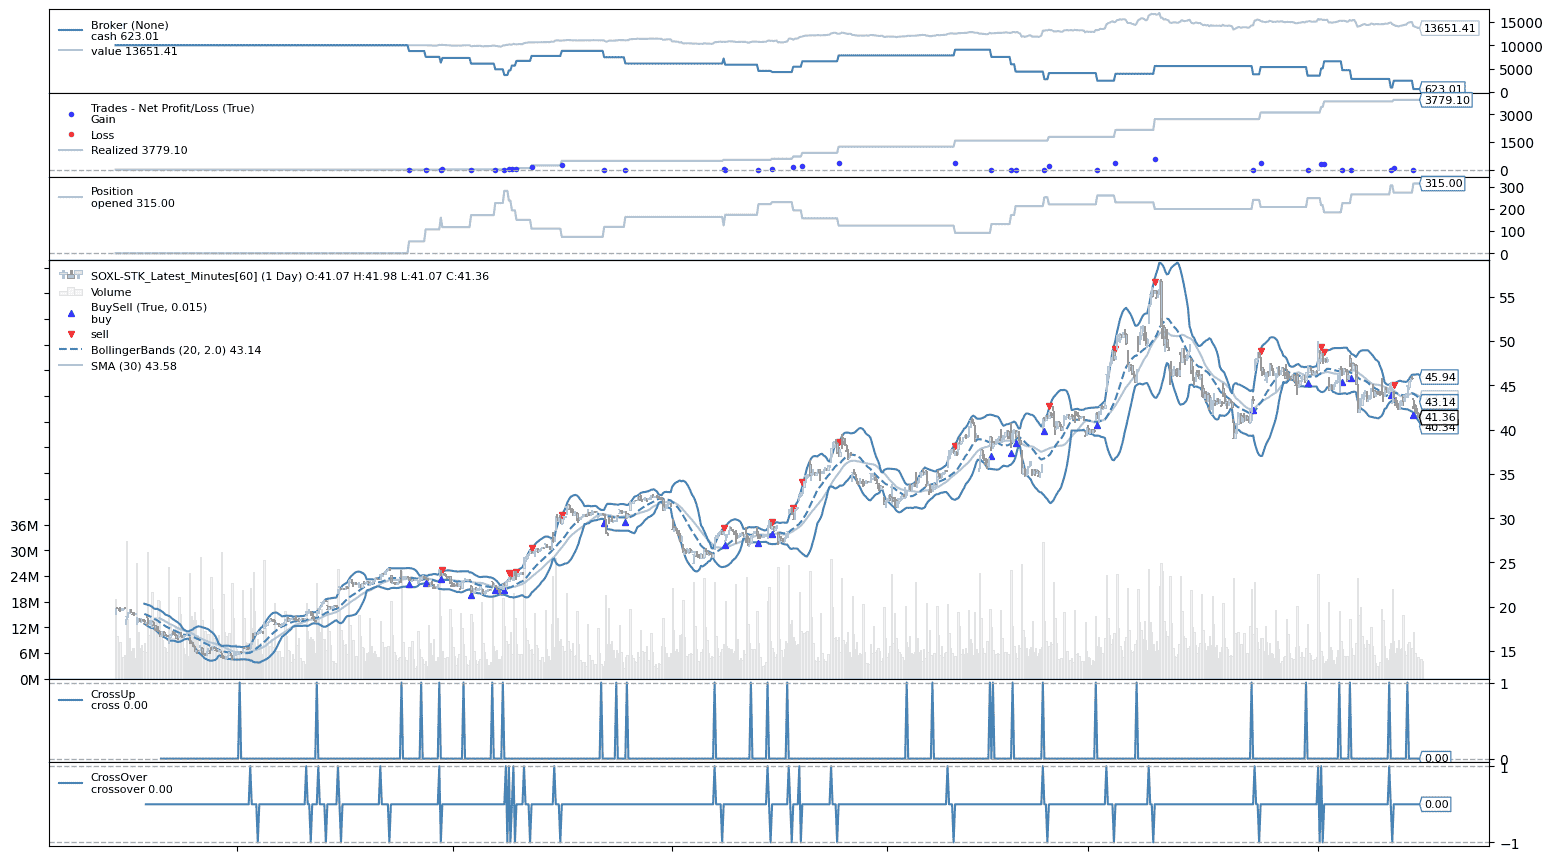 Broker (None)
cash 623.01
value 13651.41
15000
13651.41
10000
5000
623.01
0
Trades - Net Profit/Loss (True)
Gain
Loss
Realized 3779.10
3779.10
3000
1500
0
Position
opened 315.00
315.00
300
200
100
0
SOXL-STK_Latest_Minutes[60] (1 Day) O:41.07 H:41.98 L:41.07 C:41.36
Volume
BuySell (True, 0.015)
buy
sell
BollingerBands (20, 2.0) 43.14
SMA (30) 43.58
55
50
45
45.94
43.14
41.36
40.34
40
35
30
25
20
15
36M
30M
24M
18M
12M
6M
0M
CrossUp
cross 0.00
1
0.00
0
CrossOver
crossover 0.00
1
0.00
−1